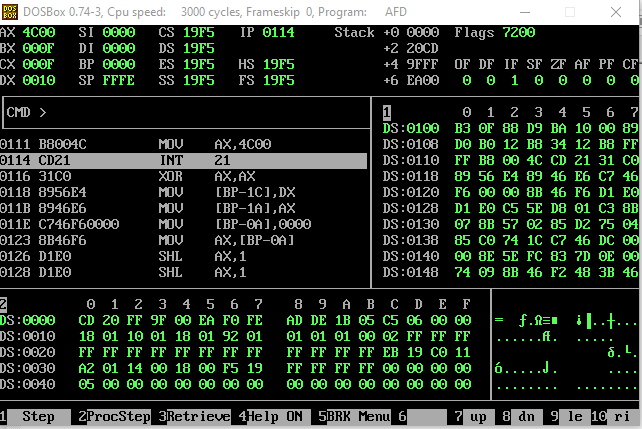 DOSBox 0.74-3, Cpu speed: 3000 cycles, Frameskip 0, Program: AFD
AX 4C00 SI 0000 CS 19F5 IP 0114 Stack +0 0000 Flags 7200
BX 000F DI 0000 DS 19F5 +2 20CD
CX 000F BP 0000 ES 19F5 HS 19F5 +4 9FFF OF DF IF SF ZF AF PF CF
DX 0010 SP FFFE SS 19F5 FS 19F5 +6 EA00 0 0 1 0 0 0 0 0
CMD > 1 0 1 2 3 4 5 6 7
DS:0100 B3 0F 88 D9 BA 10 00 89
0111 B8004C MOV AX,4C00 DS:0108 D0 B0 12 B8 34 12 B8 FF
0114 CD21 INT 21 DS:0110 FF B8 00 4C CD 21 31 C0
0116 31C0 XOR AX,AX DS:0118 89 56 E4 89 46 E6 C7 46
0118 8956E4 MOV [BP-1C],DX DS:0120 F6 00 00 8B 46 F6 D1 E0
011B 8946E6 MOV [BP-1A],AX DS:0128 D1 E0 C5 5E D8 01 C3 8B
011E C746F60000 MOV [BP-0A],0000 DS:0130 07 8B 57 02 85 D2 75 04
0123 8B46F6 MOV AX,[BP-0A] DS:0138 85 C0 74 1C C7 46 DC 00
0126 D1E0 SHL AX,1 DS:0140 00 8E 5E FC 83 7D 0E 00
0128 D1E0 SHL AX,1 DS:0148 74 09 8B 46 F2 48 3B 46
2 0 1 2 3 4 5 6 7 8 9 A B C D E F
DS:0000 CD 20 FF 9F 00 EA F0 FE AD DE 1B 05 C5 06 00 00
DS:0010 18 01 10 01 18 01 92 01 01 01 01 00 02 FF FF FF
DS:0020 FF FF FF FF FF FF FF FF FF FF FF FF EB 19 C0 11
DS:0030 A2 01 14 00 18 00 F5 19 FF FF FF FF 00 00 00 00
DS:0040 05 00 00 00 00 00 00 00 00 00 00 00 00 00 00 00
1 Step 2 ProcStep 3 Retrieve 4 Help ON 5 BRK Menu 6 7 up 8 dn 9 le 10 ri